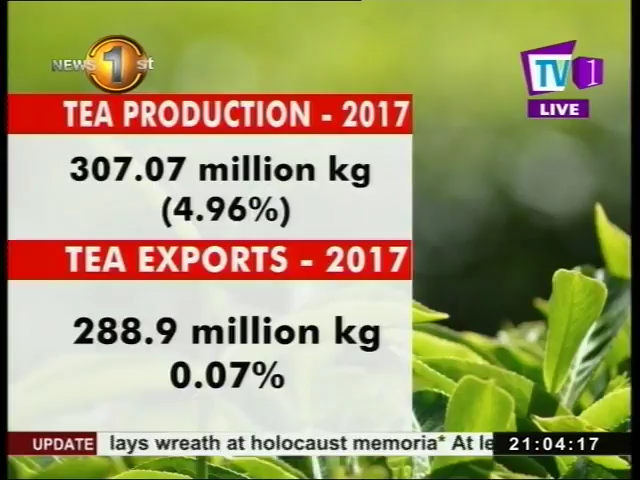 NEWS 1st
TV 1
LIVE
TEA PRODUCTION - 2017
307.07 million kg
(4.96%)
TEA EXPORTS - 2017
288.9 million kg
0.07%
UPDATE lays wreath at holocaust memoria* At le 21:04:17